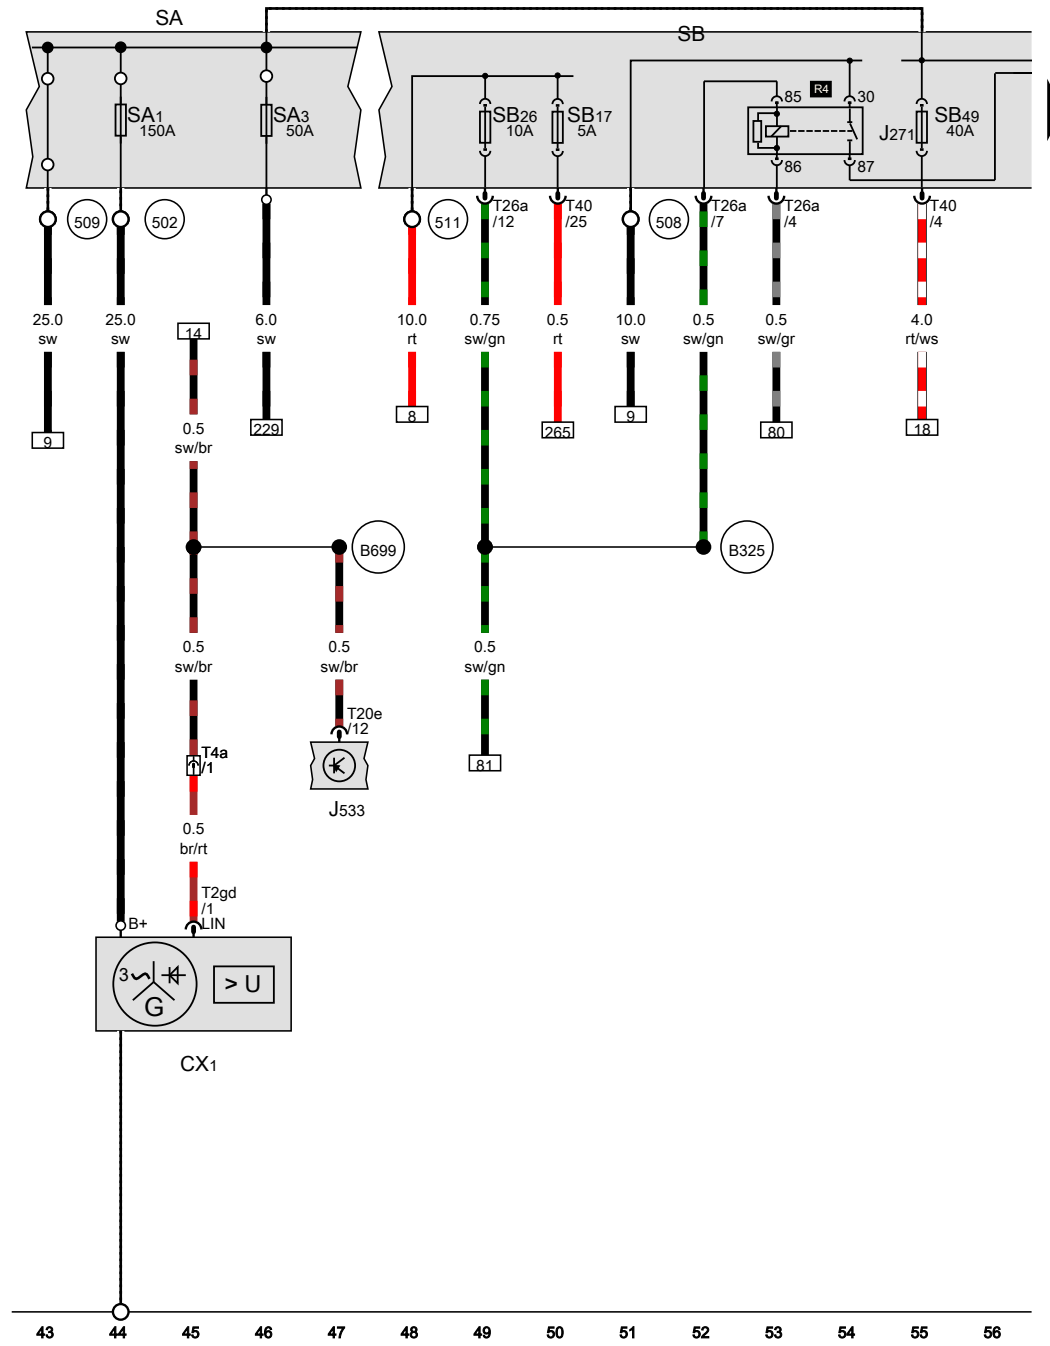 SA
SB
SA1
150A
SA3
50A
SB26
10A
SB17
5A
85
R4
30
J271
SB49
40A
86
87
509
502
511
T26a
/12
T40
/25
508
T26a
/7
T26a
/4
T40
/4
25.0
sw
25.0
sw
14
6.0
sw
10.0
rt
0.75
sw/gn
0.5
rt
10.0
sw
0.5
sw/gn
0.5
sw/gr
4.0
rt/ws
9
0.5
sw/br
229
8
265
9
80
18
B699
B325
0.5
sw/br
0.5
sw/br
0.5
sw/gn
T20e
/12
T4a
/1
81
J533
0.5
br/rt
T2gd
/1
B+
LIN
3
G
> U
CX1
43 44 45 46 47 48 49 50 51 52 53 54 55 56